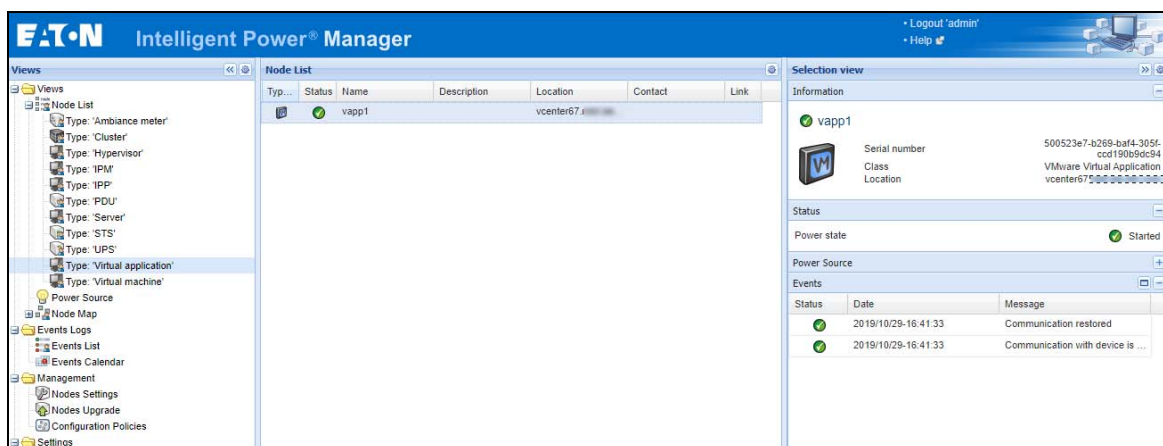 EATON Intelligent Power® Manager
• Logout 'admin'
• Help
Views
Views
Node List
Type: 'Ambiance meter'
Type: 'Cluster'
Type: 'Hypervisor'
Type: 'IPM'
Type: 'IPP'
Type: 'PDU'
Type: 'Server'
Type: 'STS'
Type: 'UPS'
Type: 'Virtual application'
Type: 'Virtual machine'
Power Source
Node Map
Events Logs
Events List
Events Calendar
Management
Nodes Settings
Nodes Upgrade
Configuration Policies
Settings
Node List
Typ... Status Name Description Location Contact Link
vapp1 vcenter67.
Selection view
Information
vapp1
VM
Serial number 500523e7-b269-baf4-305f-
ccd190b9dc94
Class VMware Virtual Application
Location vcenter67
Status
Power state Started
Power Source
Events
Status Date Message
2019/10/29-16:41:33 Communication restored
2019/10/29-16:41:33 Communication with device is ...